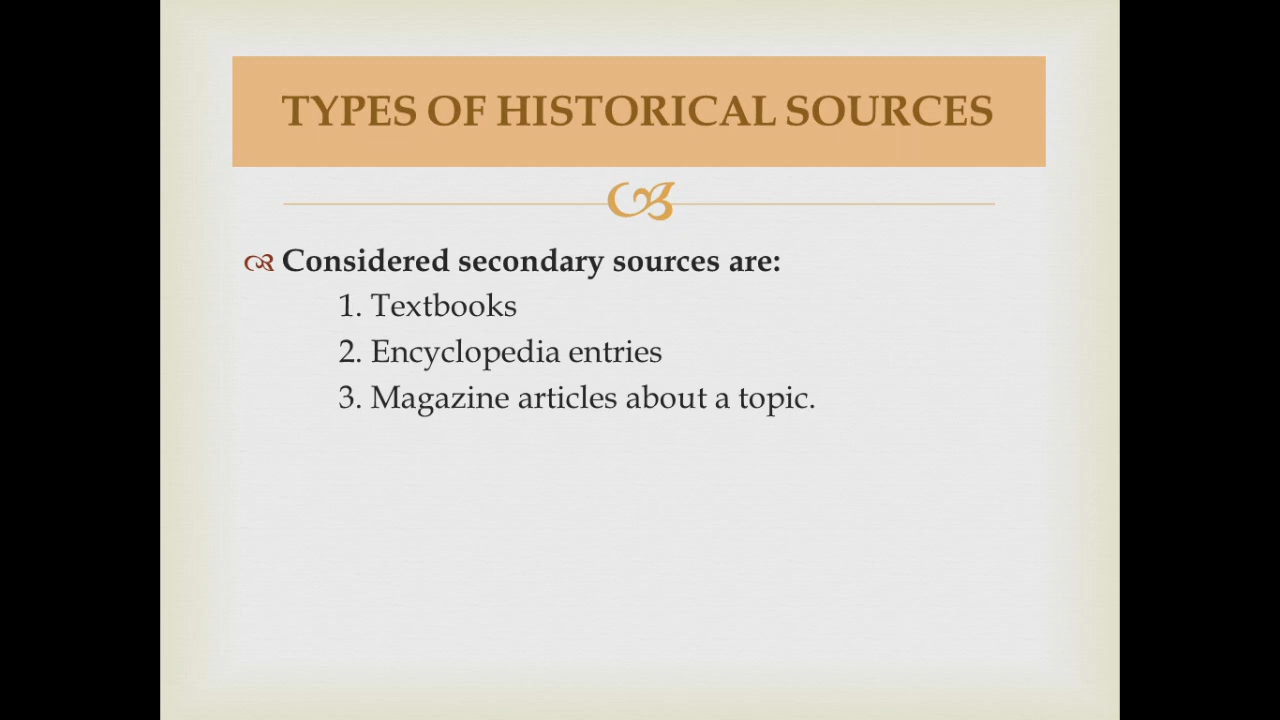 TYPES OF HISTORICAL SOURCES
Considered secondary sources are:
1. Textbooks
2. Encyclopedia entries
3. Magazine articles about a topic.